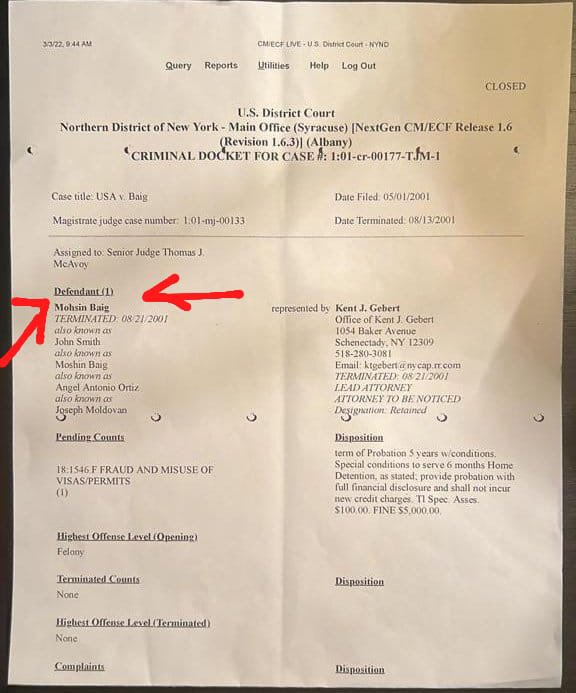 3/3/22, 9:44 AM CM/ECF LIVE - U.S. District Court - NYND
Query Reports Utilities Help Log Out
CLOSED
U.S. District Court
Northern District of New York - Main Office (Syracuse) [NextGen CM/ECF Release 1.6
(Revision 1.6.3)] (Albany)
CRIMINAL DOCKET FOR CASE #: 1:01-cr-00177-TJM-1
Case title: USA v. Baig
Date Filed: 05/01/2001
Magistrate judge case number: 1:01-mj-00133
Date Terminated: 08/13/2001
Assigned to: Senior Judge Thomas J.
McAvoy
Defendant (1)
Mohsin Baig
TERMINATED: 08/21/2001
also known as
John Smith
also known as
Moshin Baig
also known as
Angel Antonio Ortiz
also known as
Joseph Moldovan
represented by Kent J. Gebert
Office of Kent J. Gebert
1054 Baker Avenue
Schenectady, NY 12309
518-280-3081
Email: ktgebert@nycap.rr.com
TERMINATED: 08/21/2001
LEAD ATTORNEY
ATTORNEY TO BE NOTICED
Designation: Retained
Pending Counts
18:1546.F FRAUD AND MISUSE OF
VISAS/PERMITS
(1)
Disposition
term of Probation 5 years w/conditions.
Special conditions to serve 6 months Home
Detention, as stated; provide probation with
full financial disclosure and shall not incur
new credit charges. Tl Spec. Asses.
$100.00. FINE $5,000.00.
Highest Offense Level (Opening)
Felony
Terminated Counts
None
Disposition
Highest Offense Level (Terminated)
None
Complaints
Disposition